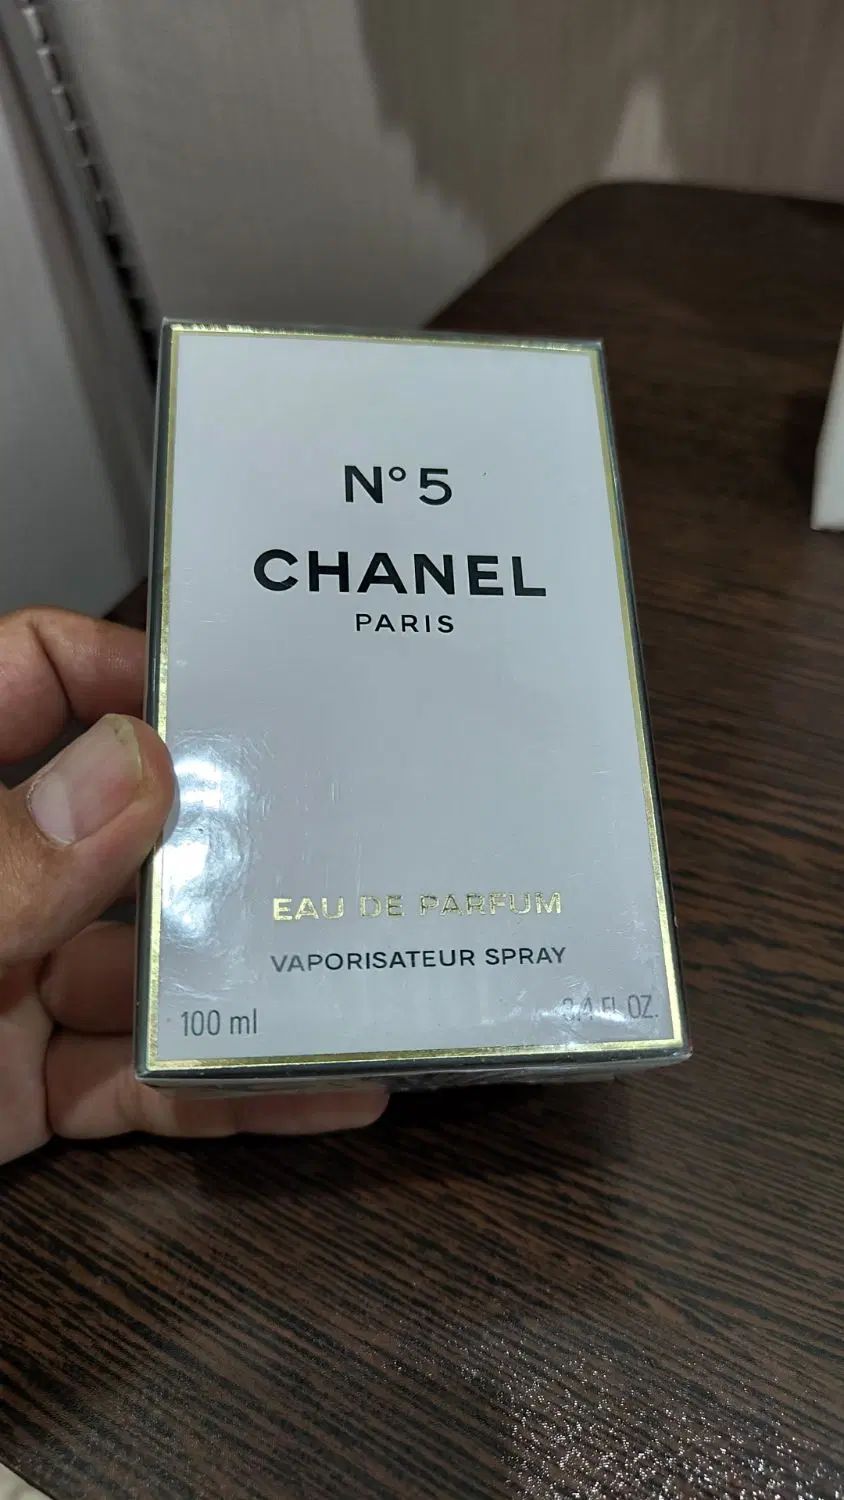 N° 5
CHANEL
PARIS
EAU DE PARFUM
VAPORISATEUR SPRAY
100 ml
3,4 FL OZ.